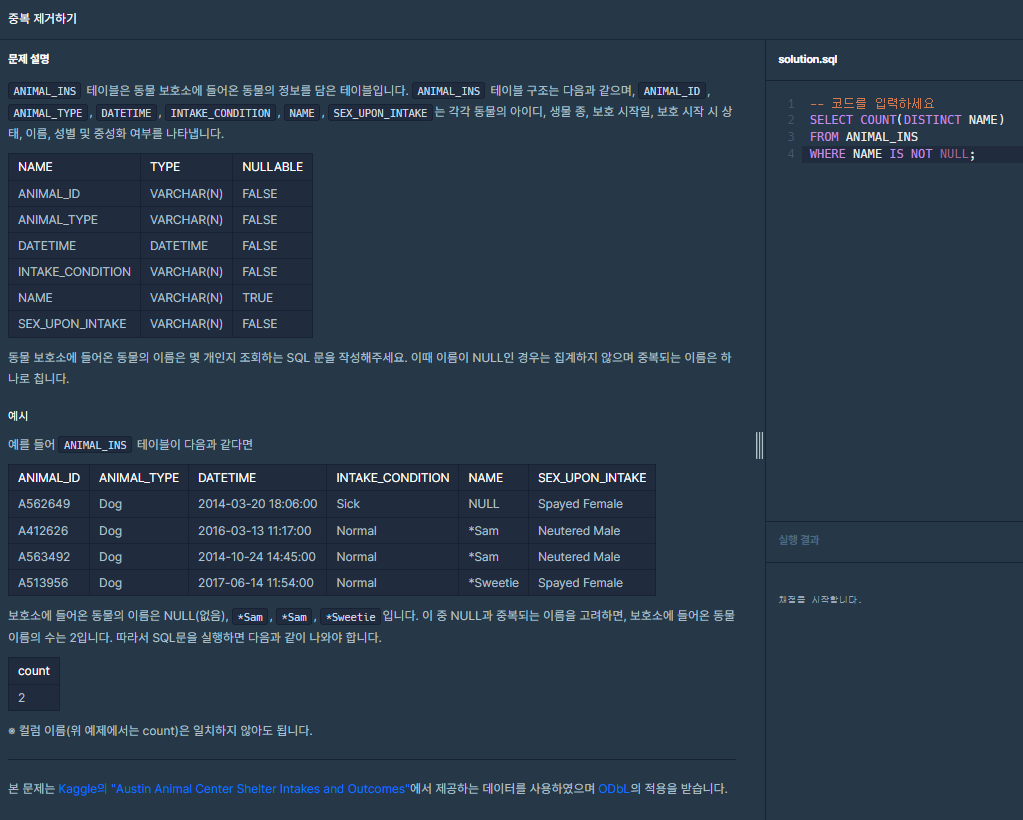 중복 제거하기
문제 설명
ANIMAL_INS 테이블은 동물 보호소에 들어온 동물의 정보를 담은 테이블입니다. ANIMAL_INS 테이블 구조는 다음과 같으며, ANIMAL_ID ,
ANIMAL_TYPE , DATETIME , INTAKE_CONDITION , NAME , SEX_UPON_INTAKE 는 각각 동물의 아이디, 생물 종, 보호 시작일, 보호 시작 시 상
태, 이름, 성별 및 중성화 여부를 나타냅니다.
NAME TYPE NULLABLE
ANIMAL_ID VARCHAR(N) FALSE
ANIMAL_TYPE VARCHAR(N) FALSE
DATETIME DATETIME FALSE
INTAKE_CONDITION VARCHAR(N) FALSE
NAME VARCHAR(N) TRUE
SEX_UPON_INTAKE VARCHAR(N) FALSE
동물 보호소에 들어온 동물의 이름은 몇 개인지 조회하는 SQL 문을 작성해주세요. 이때 이름이 NULL인 경우는 집계하지 않으며 중복되는 이름은 하
나로 칩니다.
예시
예를 들어 ANIMAL_INS 테이블이 다음과 같다면
ANIMAL_ID ANIMAL_TYPE DATETIME INTAKE_CONDITION NAME SEX_UPON_INTAKE
A562649 Dog 2014-03-20 18:06:00 Sick NULL Spayed Female
A412626 Dog 2016-03-13 11:17:00 Normal *Sam Neutered Male
A563492 Dog 2014-10-24 14:45:00 Normal *Sam Neutered Male
A513956 Dog 2017-06-14 11:54:00 Normal *Sweetie Spayed Female
보호소에 들어온 동물의 이름은 NULL(없음), *Sam , *Sam , *Sweetie 입니다. 이 중 NULL과 중복되는 이름을 고려하면, 보호소에 들어온 동물
이름의 수는 2입니다. 따라서 SQL문을 실행하면 다음과 같이 나와야 합니다.
count
2
※ 컬럼 이름(위 예제에서는 count)은 일치하지 않아도 됩니다.
본 문제는 Kaggle의 "Austin Animal Center Shelter Intakes and Outcomes"에서 제공하는 데이터를 사용하였으며 ODbL의 적용을 받습니다.
solution.sql
1 -- 코드를 입력하세요
2 SELECT COUNT(DISTINCT NAME)
3 FROM ANIMAL_INS
4 WHERE NAME IS NOT NULL;
실행 결과
채점을 시작합니다.